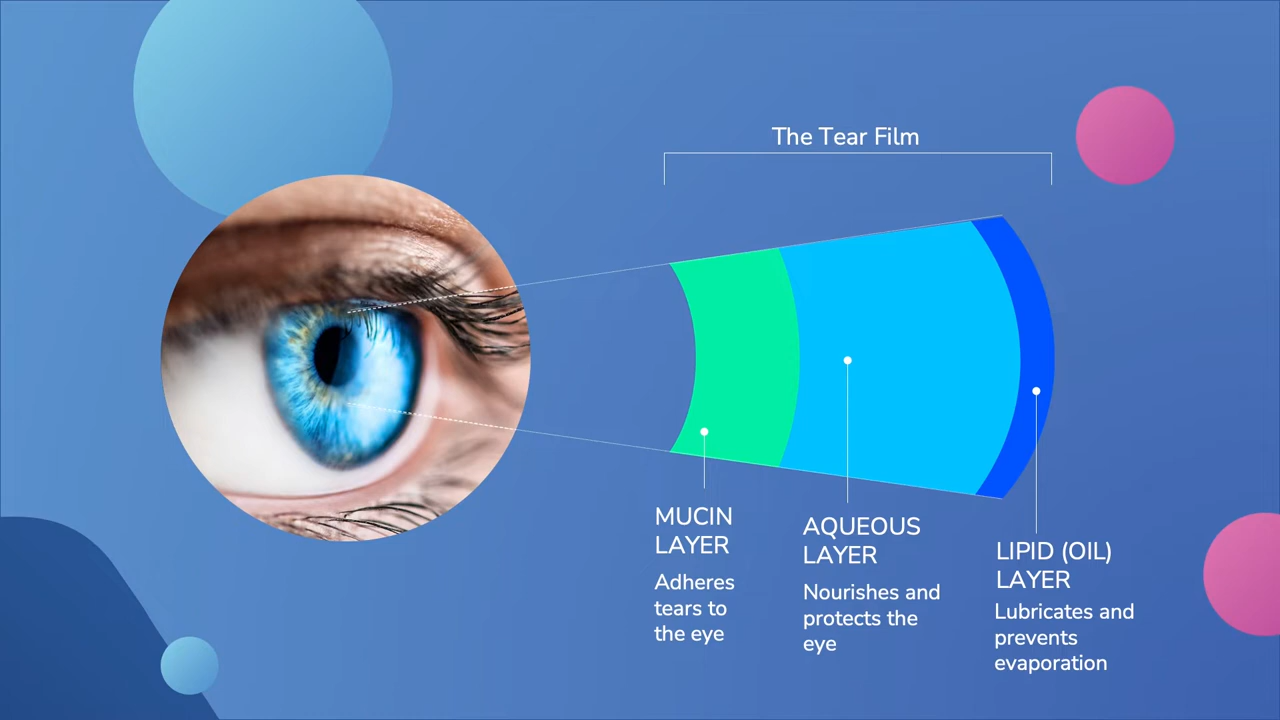 The Tear Film
MUCIN
LAYER
Adheres
tears to
the eye
AQUEOUS
LAYER
Nourishes and
protects the
eye
LIPID (OIL)
LAYER
Lubricates and
prevents
evaporation